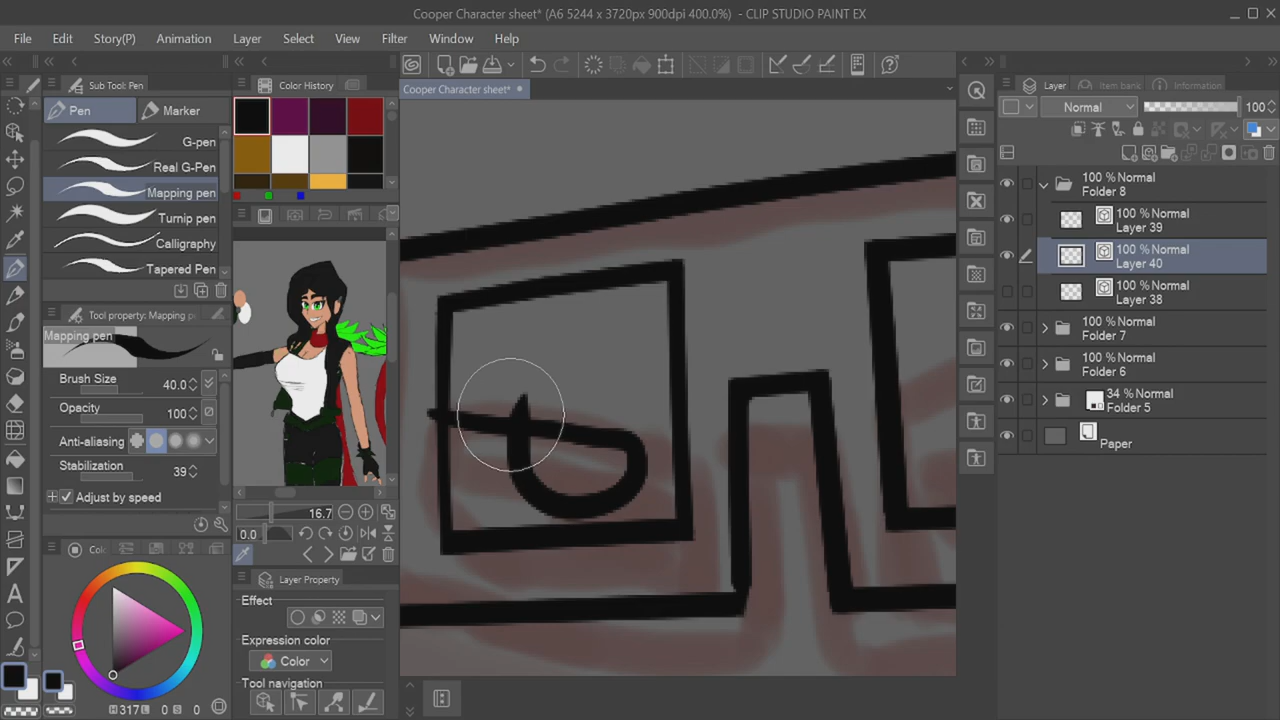 Cooper Character sheet* (A6 5244 x 3720px 900dpi 400.0%) - CLIP STUDIO PAINT EX
File Edit Story(P) Animation Layer Select View Filter Window Help
Sub Tool: Pen
Color History
Cooper Character sheet*
Layer
Item bank
Information
Pen
Marker
Normal
100
G-pen
Real G-Pen
Mapping pen
Turnip pen
Calligraphy
Tapered Pen
100 % Normal
Folder 8
100 % Normal
Layer 39
100 % Normal
Layer 40
100 % Normal
Layer 38
100 % Normal
Folder 7
100 % Normal
Folder 6
34 % Normal
Folder 5
Paper
Tool property: Mapping p
Mapping pen
Brush Size 40.0
Opacity 100
Anti-aliasing
Stabilization 39
Adjust by speed
16.7
0.0
Layer Property
Effect
Expression color
Color
Tool navigation
H 317 L 0 S 0